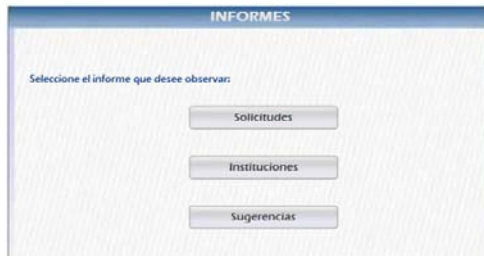 INFORMES
Seleccione el informe que desee observar:
Solicitudes
Instituciones
Sugerencias